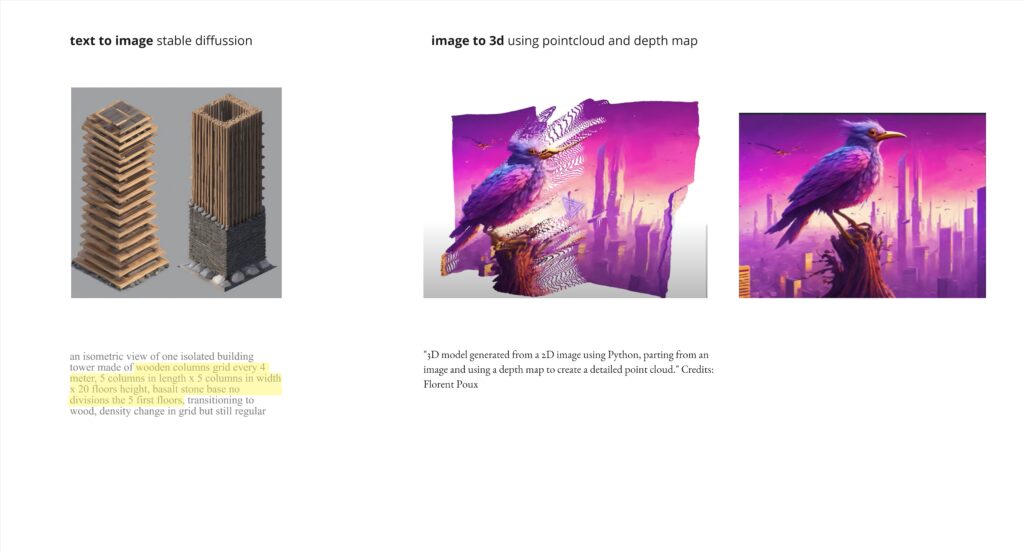 text to image stable diffussion
image to 3d using pointcloud and depth map
an isometric view of one isolated building
tower made of wooden columns grid every 4
meter, 5 columns in length x 5 columns in width
x 20 floors height, basalt stone base no
divisions the 5 first floors, transitioning to
wood, density change in grid but still regular
"3D model generated from a 2D image using Python, parting from an
image and using a depth map to create a detailed point cloud." Credits:
Florent Poux